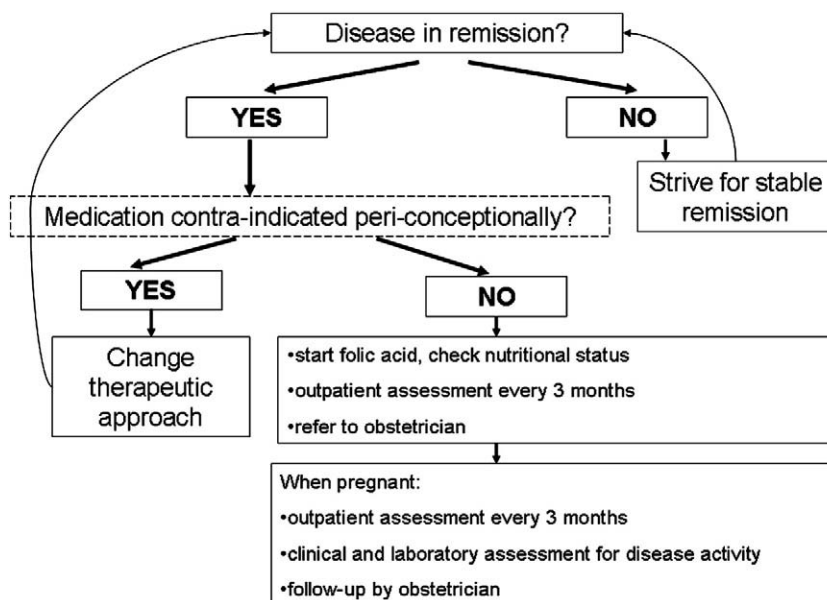 Disease in remission?
YES
NO
Strive for stable
remission
Medication contra-indicated peri-conceptionally?
YES
NO
Change
therapeutic
approach
•start folic acid, check nutritional status
•outpatient assessment every 3 months
•refer to obstetrician
When pregnant:
•outpatient assessment every 3 months
•clinical and laboratory assessment for disease activity
•follow-up by obstetrician